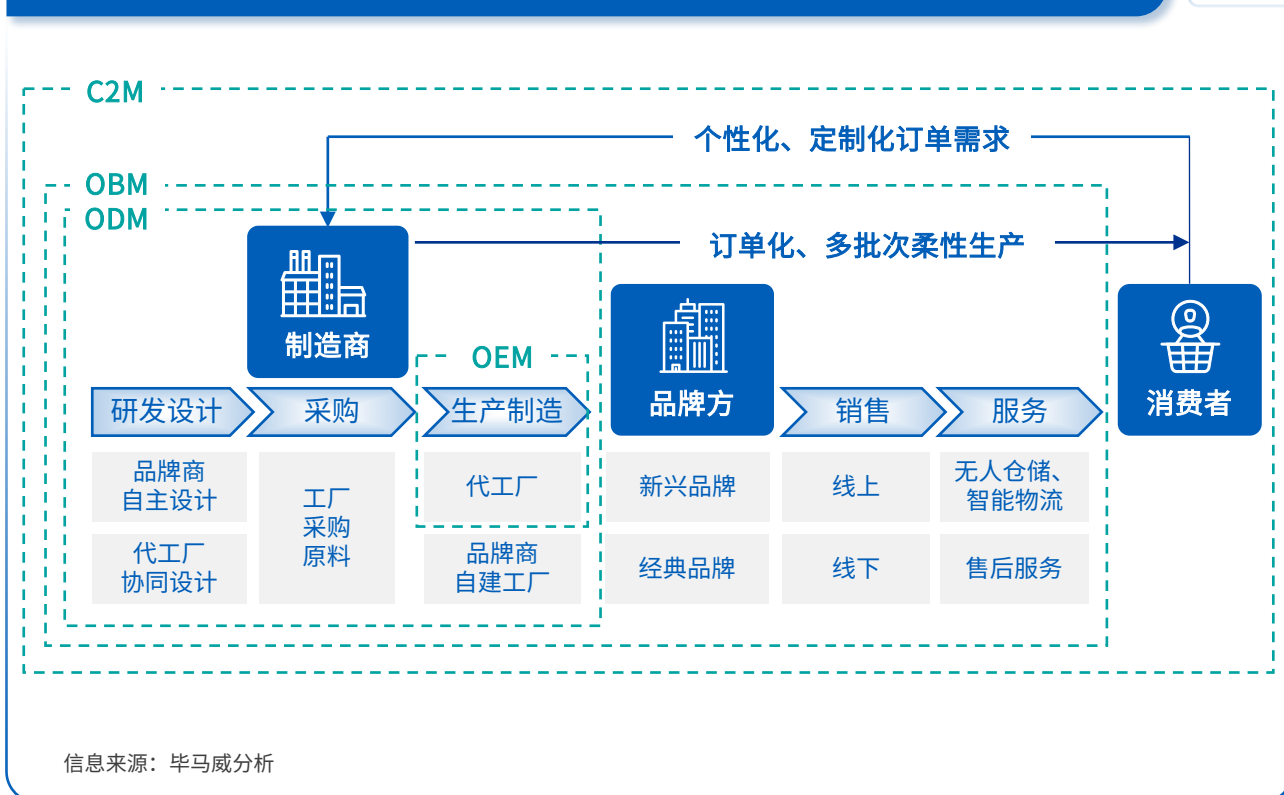 C2M
个性化、定制化订单需求
OBM
ODM
订单化、多批次柔性生产
制造商
OEM
品牌方
消费者
研发设计
采购
生产制造
销售
服务
品牌商
自主设计
工厂
采购
原料
代工厂
新兴品牌
线上
无人仓储、
智能物流
代工厂
协同设计
品牌商
自建工厂
经典品牌
线下
售后服务
信息来源：毕马威分析